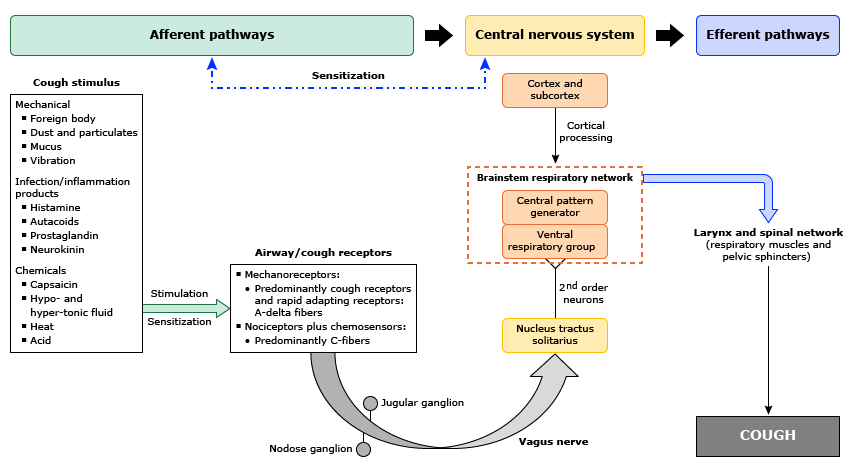 Afferent pathways
Central nervous system
Efferent pathways
Sensitization
Cough stimulus
Mechanical
▪ Foreign body
▪ Dust and particulates
▪ Mucus
▪ Vibration
Infection/inflammation
products
▪ Histamine
▪ Autacoids
▪ Prostaglandin
▪ Neurokinin
Chemicals
▪ Capsaicin
▪ Hypo- and
hyper-tonic fluid
▪ Heat
▪ Acid
Stimulation
Sensitization
Airway/cough receptors
▪ Mechanoreceptors:
• Predominantly cough receptors
and rapid adapting receptors:
A-delta fibers
▪ Nociceptors plus chemosensors:
• Predominantly C-fibers
Jugular ganglion
Nodose ganglion
Vagus nerve
Cortex and
subcortex
Cortical
processing
Brainstem respiratory network
Central pattern
generator
Ventral
respiratory group
2nd order
neurons
Nucleus tractus
solitarius
Larynx and spinal network
(respiratory muscles and
pelvic sphincters)
COUGH